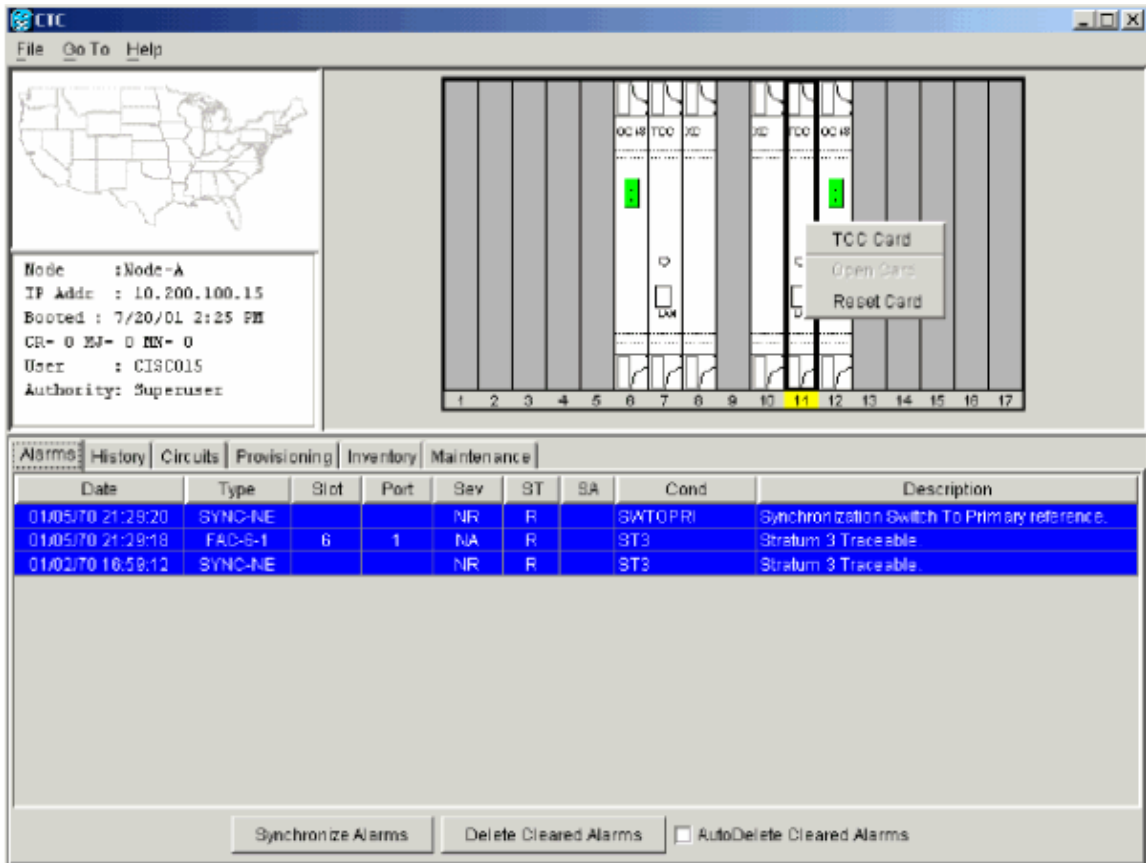 CTC
File Go To Help
OC48 TCC XC XC TCC OC48
TCC Card
Open Card
Reset Card
LAN
1 2 3 4 5 6 7 8 9 10 11 12 13 14 15 16 17
Node :Node-A
IP Addr : 10.200.100.15
Booted : 7/20/01 2:25 PM
CR- 0 MJ- 0 MN- 0
User : CISCO15
Authority: Superuser
Alarms History Circuits Provisioning Inventory Maintenance
Date Type Slot Port Sev ST SA Cond Description
01/05/70 21:29:20 SYNC-NE NR R SWTOPRI Synchronization Switch To Primary reference.
01/05/70 21:29:18 FAC-6-1 6 1 NA R ST3 Stratum 3 Traceable.
01/02/70 16:59:12 SYNC-NE NR R ST3 Stratum 3 Traceable.
Synchronize Alarms Delete Cleared Alarms AutoDelete Cleared Alarms